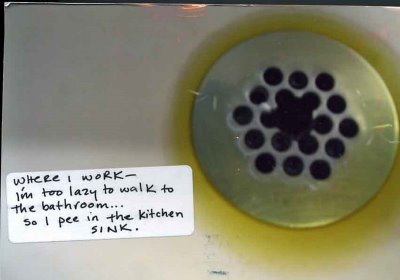 WHERE I WORK—
i'm too lazy to walk to
the bathroom...
so I pee in the kitchen
SINK.